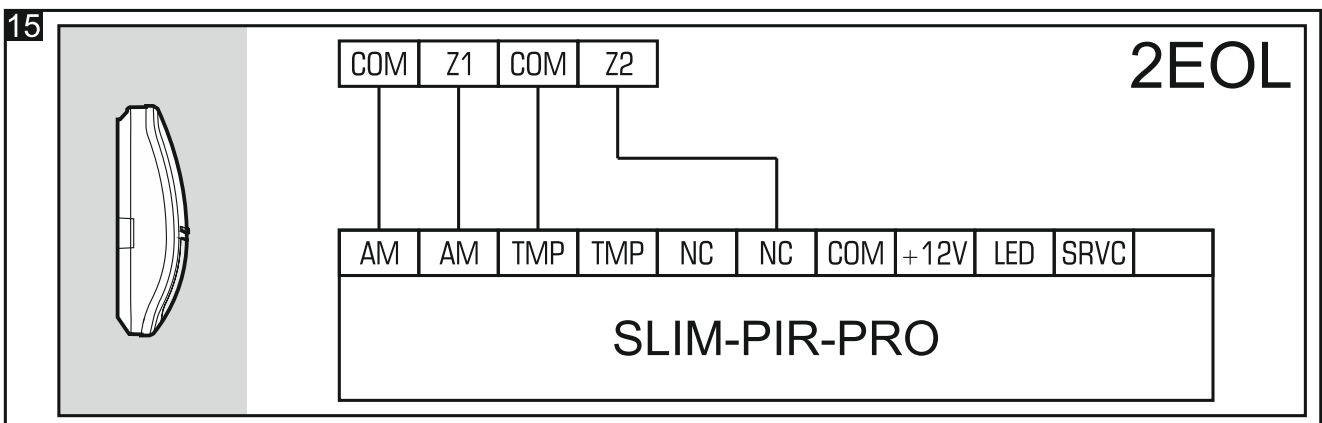 15
COM Z1 COM Z2
2EOL
AM AM TMP TMP NC NC COM +12V LED SRVC
SLIM-PIR-PRO